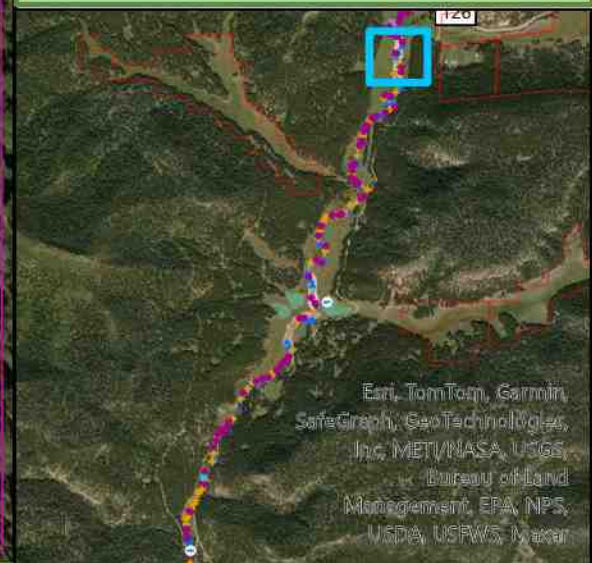 126
Esri, TomTom, Garmin,
SafeGraph, GeoTechnologies,
Inc, METI/NASA, USGS,
Bureau of Land
Management, EPA, NPS,
USDA, USFWS, Maxar